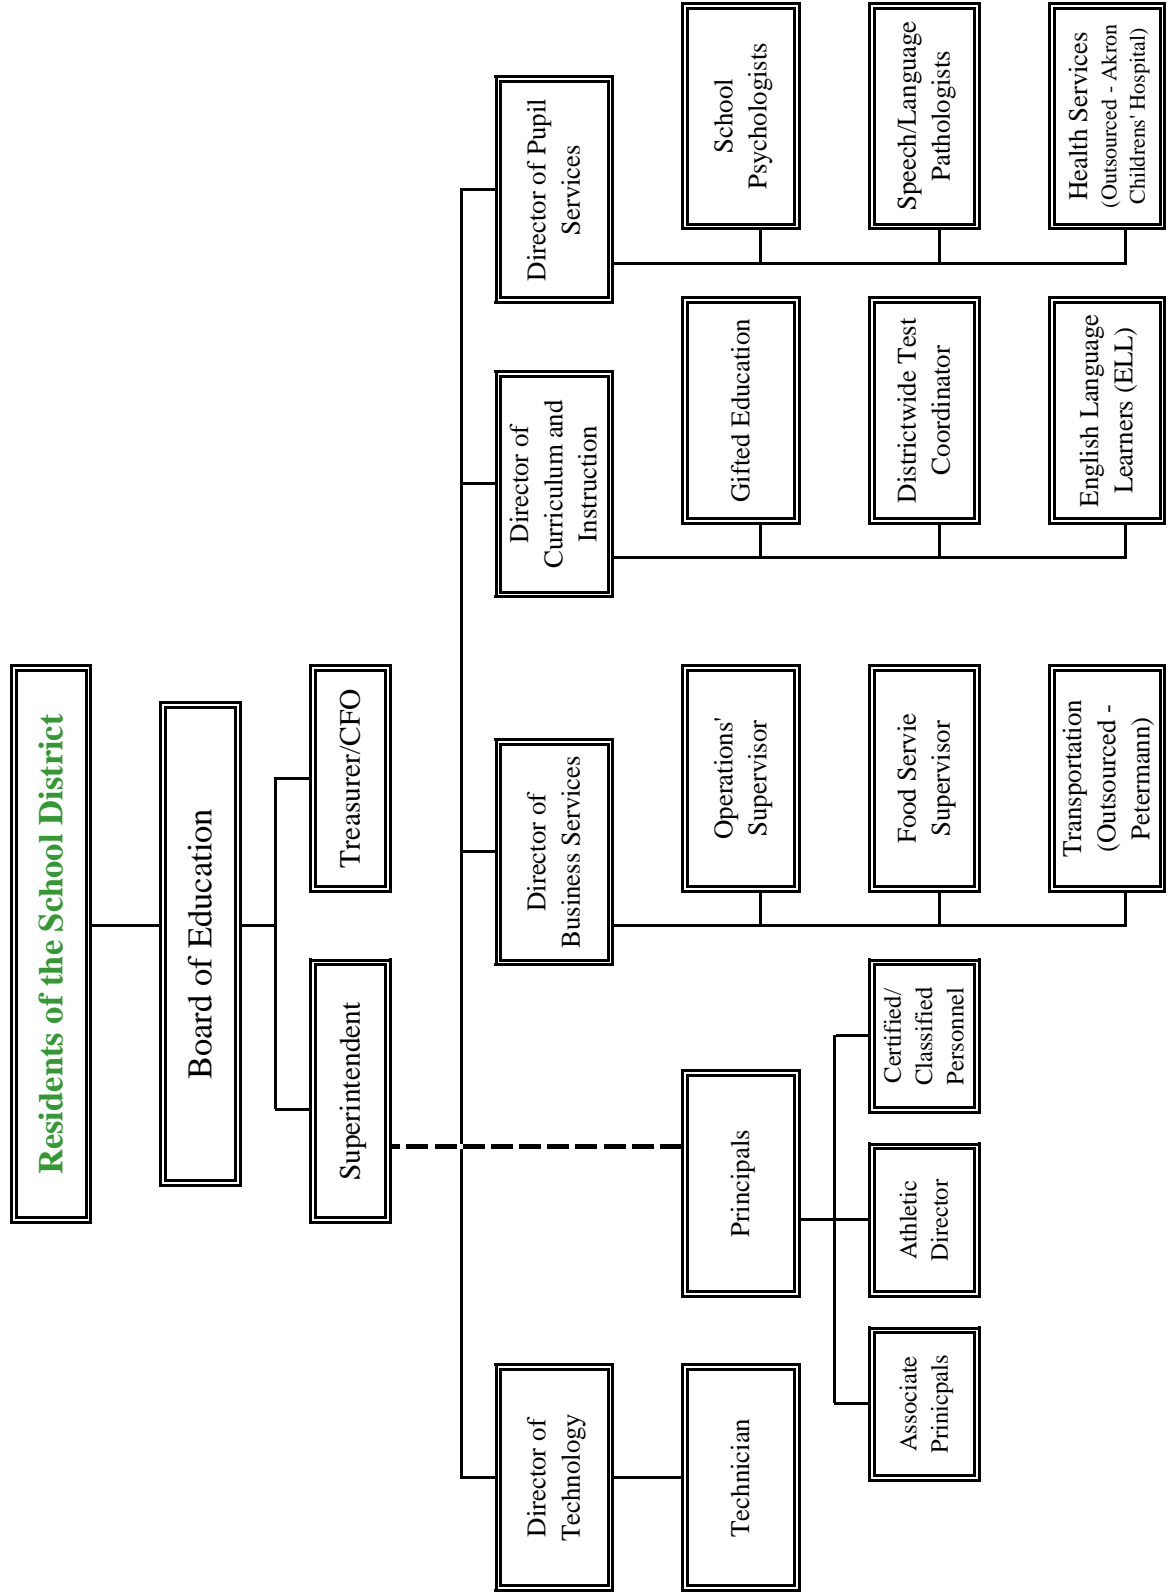 Residents of the School District
Board of Education
Superintendent
Treasurer/CFO
Director of
Technology
Director of
Business Services
Director of
Curriculum and
Instruction
Director of Pupil
Services
Technician
Principals
Operations'
Supervisor
Gifted Education
School
Psychologists
Associate
Prinicpals
Athletic
Director
Certified/
Classified
Personnel
Food Servie
Supervisor
Districtwide Test
Coordinator
Speech/Language
Pathologists
Transportation
(Outsourced -
Petermann)
English Language
Learners (ELL)
Health Services
(Outsourced - Akron
Childrens' Hospital)